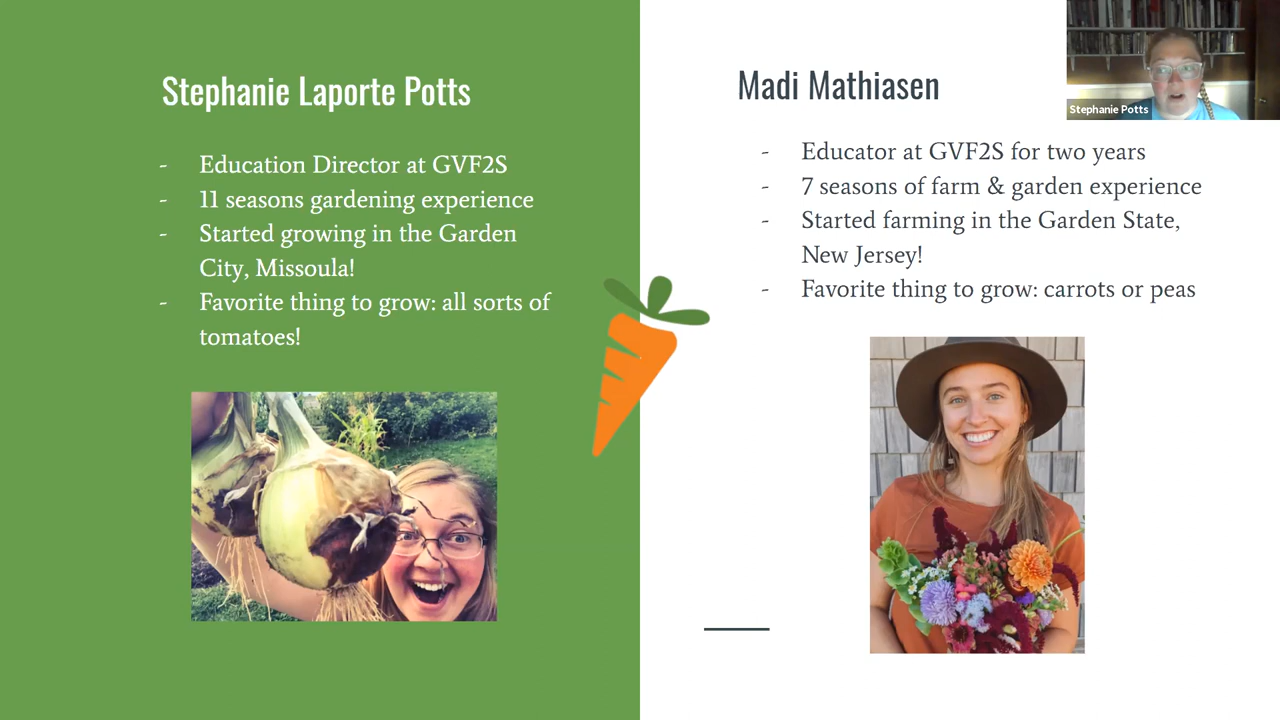 Stephanie Laporte Potts
- Education Director at GVF2S
- 11 seasons gardening experience
- Started growing in the Garden
City, Missoula!
- Favorite thing to grow: all sorts of
tomatoes!
Madi Mathiasen
- Educator at GVF2S for two years
- 7 seasons of farm & garden experience
- Started farming in the Garden State,
New Jersey!
- Favorite thing to grow: carrots or peas
Stephanie Potts